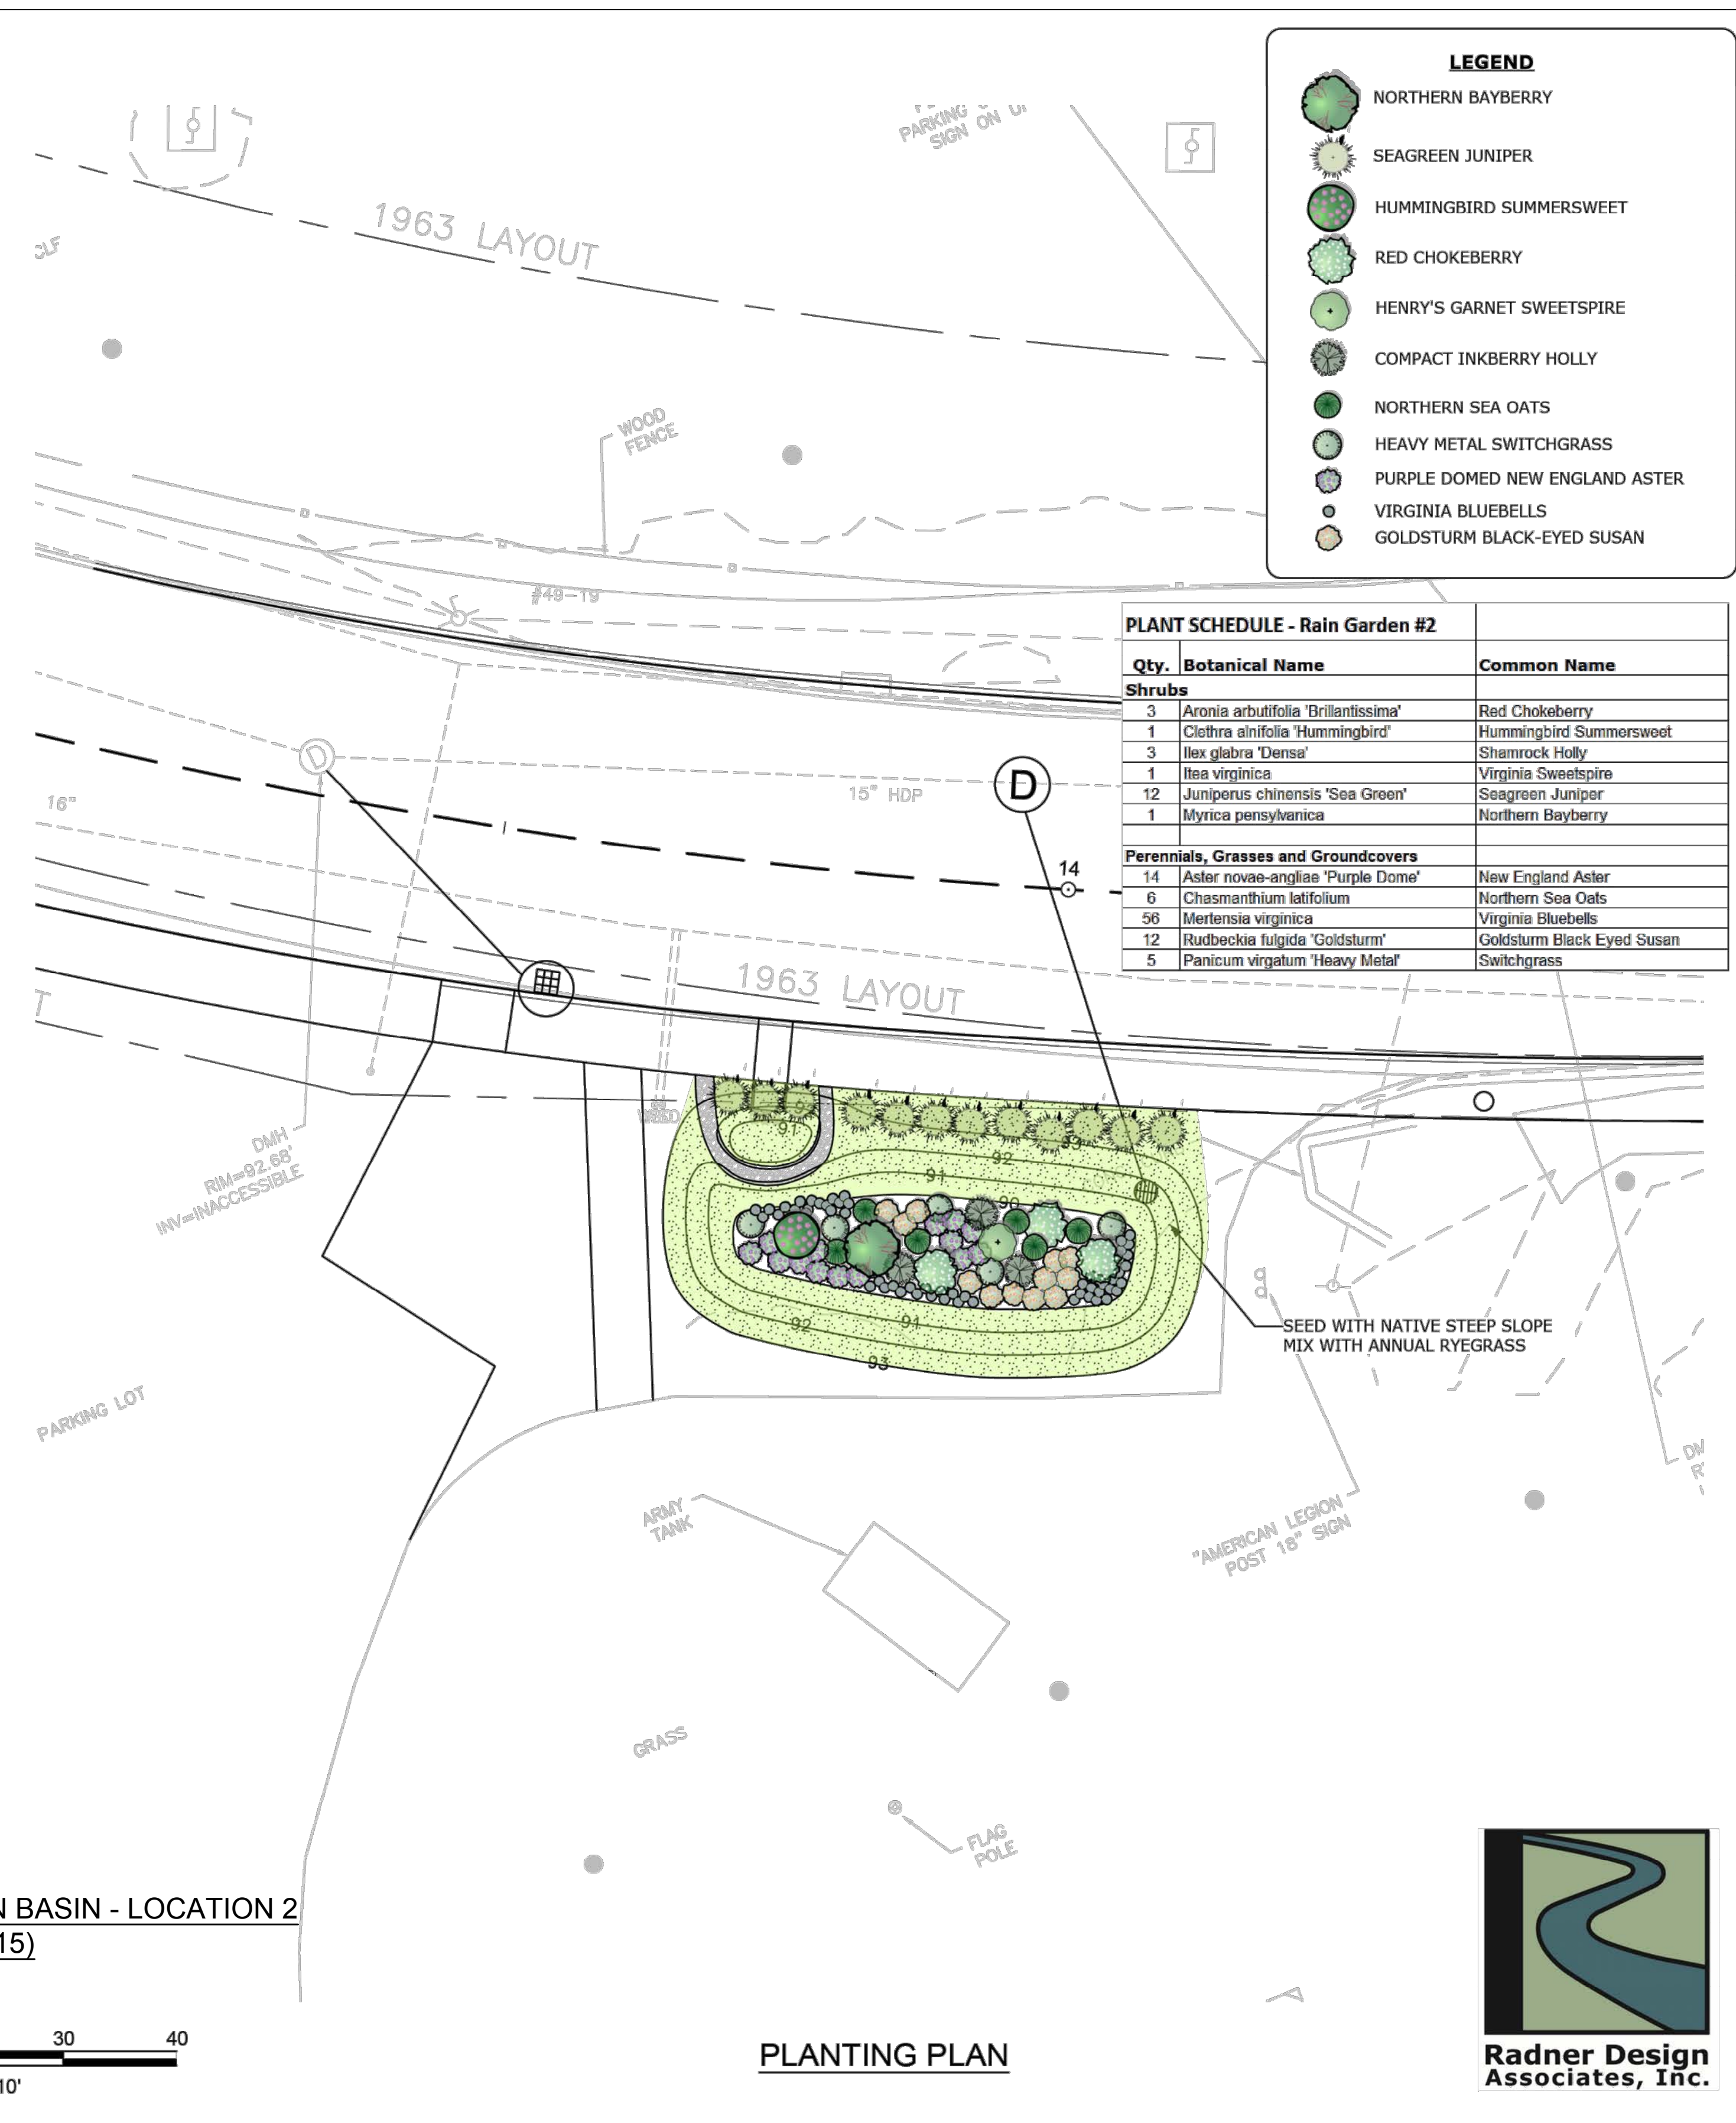 LEGEND
NORTHERN BAYBERRY
SEAGREEN JUNIPER
HUMMINGBIRD SUMMERSWEET
RED CHOKEBERRY
HENRY'S GARNET SWEETSPIRE
COMPACT INKBERRY HOLLY
NORTHERN SEA OATS
HEAVY METAL SWITCHGRASS
PURPLE DOMED NEW ENGLAND ASTER
VIRGINIA BLUEBELLS
GOLDSTURM BLACK-EYED SUSAN
PARKING
SIGN ON
1963 LAYOUT
CLF
WOOD
FENCE
#49-19
PLANT SCHEDULE - Rain Garden #2
Qty. Botanical Name Common Name
Shrubs
3 Aronia arbutifolia 'Brillantissima' Red Chokeberry
1 Clethra alnifolia 'Hummingbird' Hummingbird Summersweet
3 Ilex glabra 'Densa' Shamrock Holly
1 Itea virginica Virginia Sweetspire
12 Juniperus chinensis 'Sea Green' Seagreen Juniper
1 Myrica pensylvanica Northern Bayberry
Perennials, Grasses and Groundcovers
14 Aster novae-angliae 'Purple Dome' New England Aster
6 Chasmanthium latifolium Northern Sea Oats
56 Mertensia virginica Virginia Bluebells
12 Rudbeckia fulgida 'Goldsturm' Goldsturm Black Eyed Susan
5 Panicum virgatum 'Heavy Metal' Switchgrass
D
D
15" HDP
16"
14
1963 LAYOUT
T
DMH
RIM=92.68'
INV=INACCESSIBLE
91
93
92
91
90
92
91
93
SEED WITH NATIVE STEEP SLOPE
MIX WITH ANNUAL RYEGRASS
PARKING LOT
ARMY
TANK
"AMERICAN LEGION
POST 18" SIGN
GRASS
FLAG
POLE
N BASIN - LOCATION 2
15)
30 40
10'
PLANTING PLAN
Radner Design
Associates, Inc.